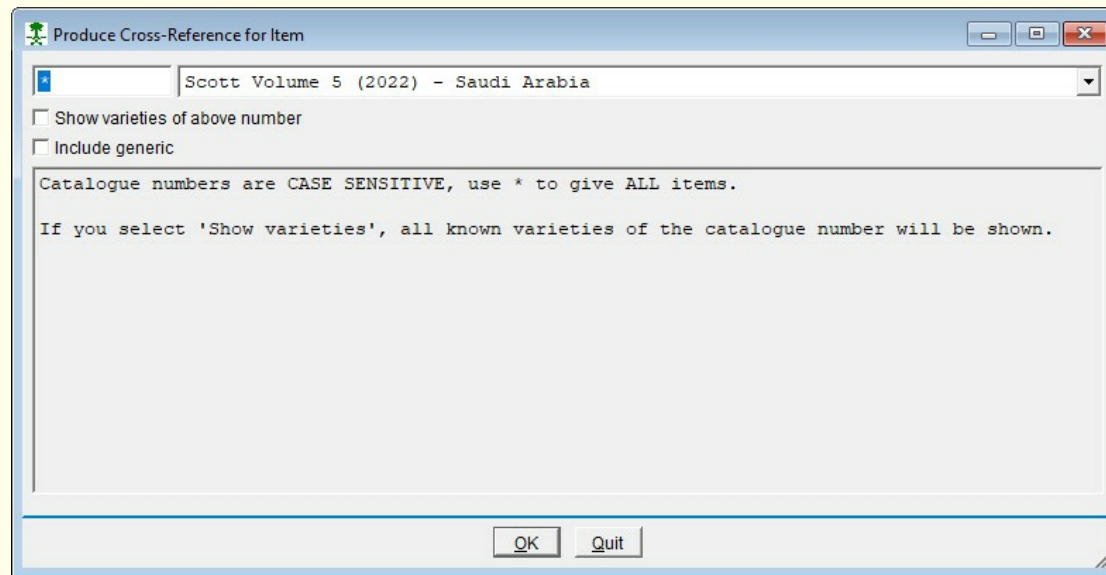 Produce Cross-Reference for Item
* Scott Volume 5 (2022) - Saudi Arabia
Show varieties of above number
Include generic
Catalogue numbers are CASE SENSITIVE, use * to give ALL items.
If you select 'Show varieties', all known varieties of the catalogue number will be shown.
OK Quit